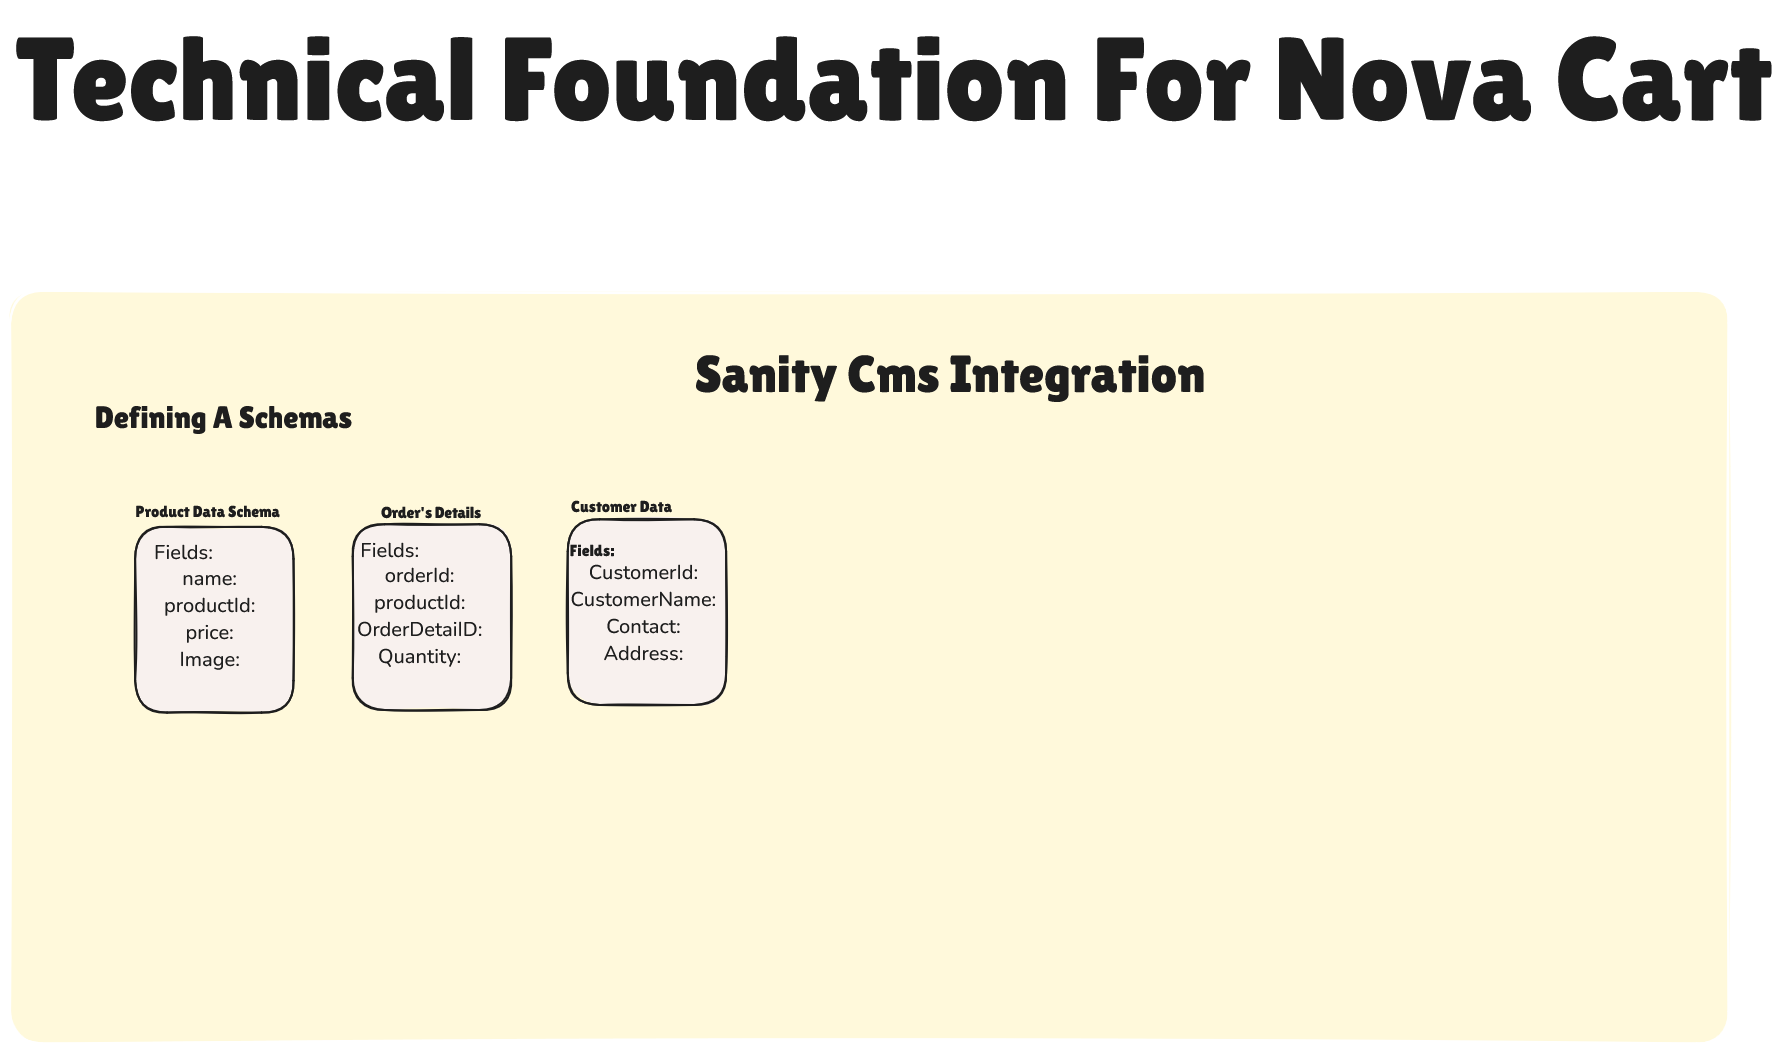 Technical Foundation For Nova Cart
Sanity Cms Integration
Defining A Schemas
Product Data Schema
Fields:
name:
productId:
price:
Image:
Order's Details
Fields:
orderId:
productId:
OrderDetailD:
Quantity:
Customer Data
Fields:
CustomerId:
CustomerName:
Contact:
Address: